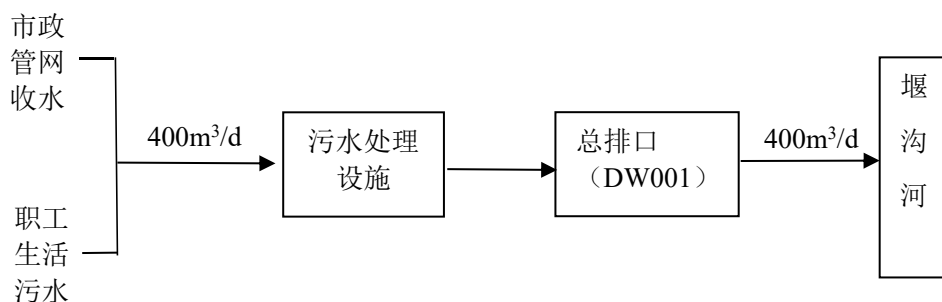 市政
管网
收水
职工
生活
污水
400m³/d
污水处理
设施
总排口
（DW001）
400m³/d
堰
沟
河